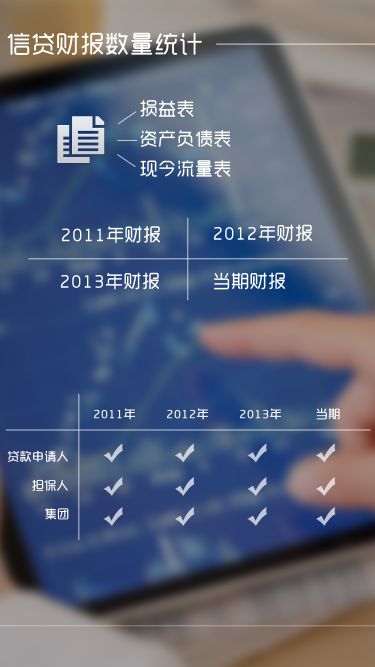 信贷财报数量统计
损益表
资产负债表
现今流量表
2011年财报 2012年财报
2013年财报 当期财报
2011年 2012年 2013年 当期
贷款申请人
担保人
集团